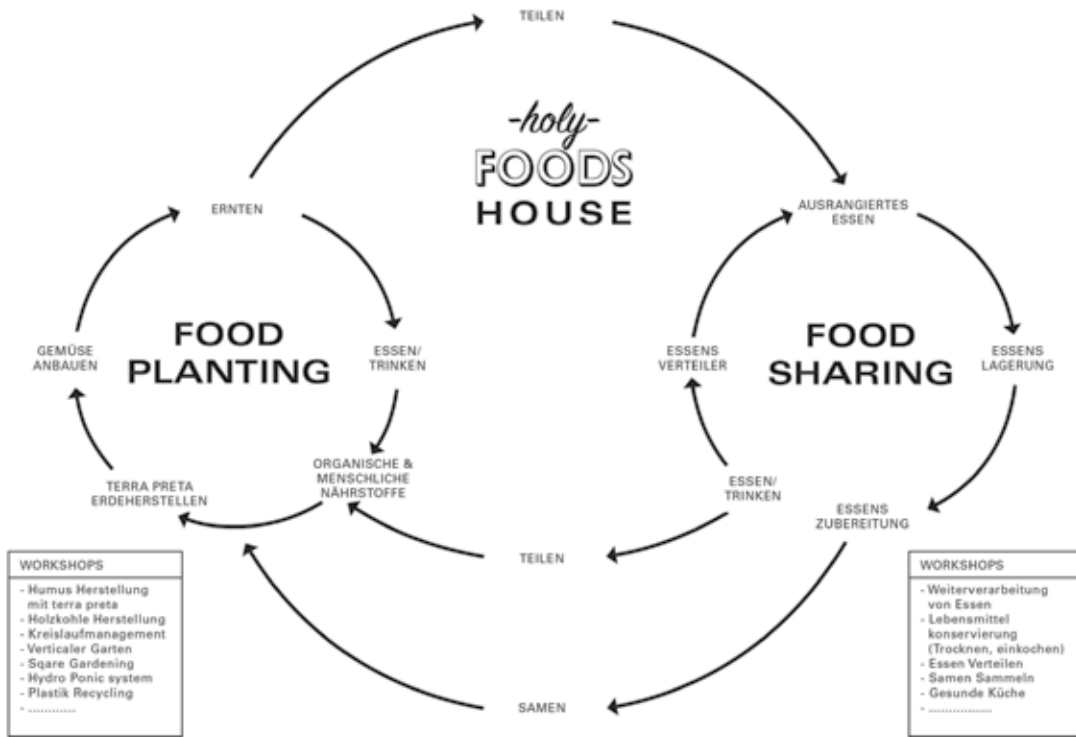 TEILEN
-holy-
FOODS
HOUSE
ERNTEN
AUSRANGIERTES
ESSEN
FOOD
PLANTING
GEMÜSE
ANBAUEN
ESSEN/
TRINKEN
ESSENS
VERTEILER
FOOD
SHARING
ESSENS
LAGERUNG
ORGANISCHE &
MENSCHLICHE
NÄHRSTOFFE
TERRA PRETA
ERDEHERSTELLEN
ESSEN/
TRINKEN
ESSENS
ZUBEREITUNG
TEILEN
SAMEN
WORKSHOPS
- Humus Herstellung
mit terra preta
- Holzkohle Herstellung
- Kreislaufmanagement
- Verticaler Garten
- Sqare Gardening
- Hydro Ponic system
- Plastik Recycling
- ............
WORKSHOPS
- Weiterverarbeitung
von Essen
- Lebensmittel
konservierung
(Trocknen, einkochen)
- Essen Verteilen
- Samen Sammeln
- Gesunde Küche
- ................